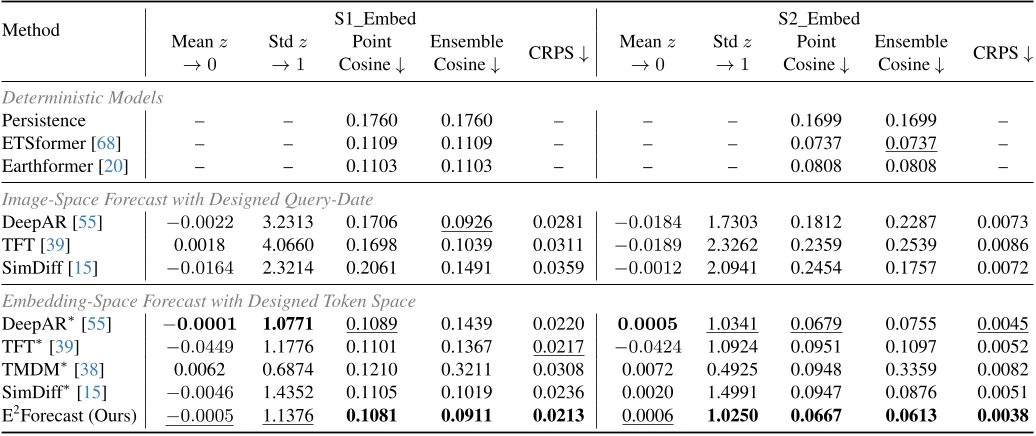 Method S1_Embed S2_Embed
Mean z → 0 Std z → 1 Point Cosine ↓ Ensemble Cosine ↓ CRPS ↓ Mean z → 0 Std z → 1 Point Cosine ↓ Ensemble Cosine ↓ CRPS ↓
Deterministic Models
Persistence – – 0.1760 0.1760 – – – 0.1699 0.1699 –
ETSformer [68] – – 0.1109 0.1109 – – – 0.0737 0.0737 –
Earthformer [20] – – 0.1103 0.1103 – – – 0.0808 0.0808 –
Image-Space Forecast with Designed Query-Date
DeepAR [55] −0.0022 3.2313 0.1706 0.0926 0.0281 −0.0184 1.7303 0.1812 0.2287 0.0073
TFT [39] 0.0018 4.0660 0.1698 0.1039 0.0311 −0.0189 2.3262 0.2359 0.2539 0.0086
SimDiff [15] −0.0164 2.3214 0.2061 0.1491 0.0359 −0.0012 2.0941 0.2454 0.1757 0.0072
Embedding-Space Forecast with Designed Token Space
DeepAR* [55] −0.0001 1.0771 0.1089 0.1439 0.0220 0.0005 1.0341 0.0679 0.0755 0.0045
TFT* [39] −0.0449 1.1776 0.1101 0.1367 0.0217 −0.0424 1.0924 0.0951 0.1097 0.0052
TMDM* [38] 0.0062 0.6874 0.1210 0.3211 0.0308 0.0072 0.4925 0.0948 0.3359 0.0082
SimDiff* [15] −0.0046 1.4352 0.1105 0.1019 0.0236 0.0020 1.4991 0.0947 0.0876 0.0051
E²Forecast (Ours) −0.0005 1.1376 0.1081 0.0911 0.0213 0.0006 1.0250 0.0667 0.0613 0.0038